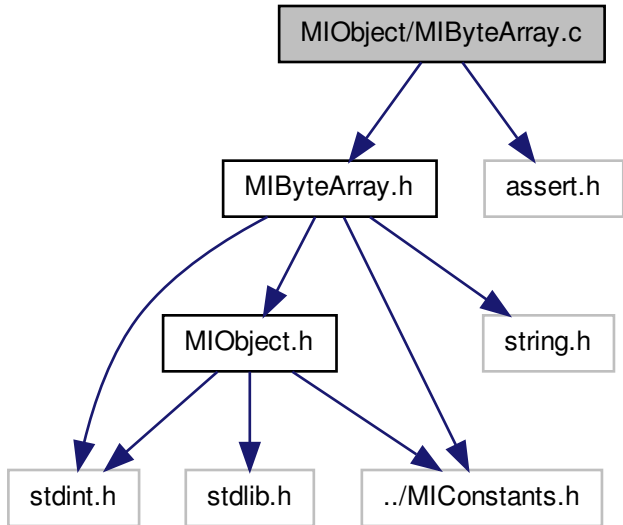 MIObject/MIByteArray.c
MIByteArray.h
assert.h
MIObject.h
string.h
stdint.h
stdlib.h
../MIConstants.h